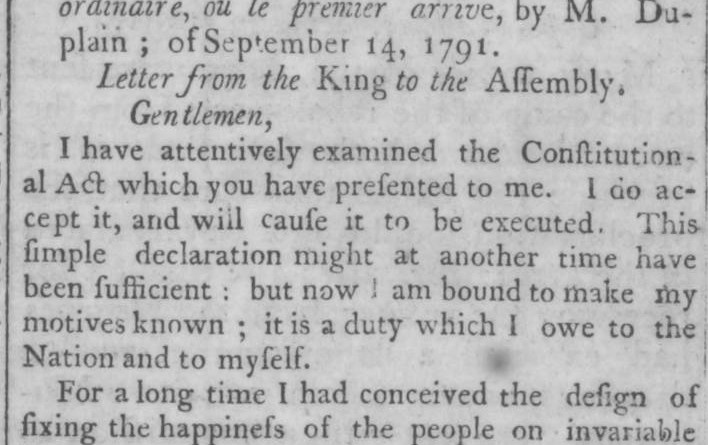 ordinaire, ou le premier arrive, by M. Du-
plain ; of September 14, 1791.
Letter from the King to the Aſſembly.
Gentlemen,
I have attentively examined the Conſtitution-
al Act which you have preſented to me. I do ac-
cept it, and will cauſe it to be executed. This
ſimple declaration might at another time have
been ſufficient : but now I am bound to make my
motives known ; it is a duty which I owe to the
Nation and to myſelf.
For a long time I had conceived the deſign of
fixing the happineſs of the people on invariable